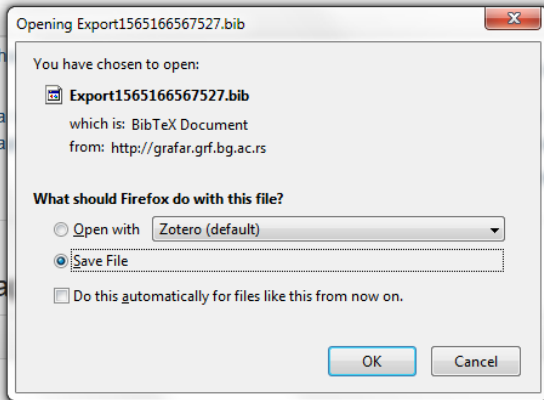 Opening Export1565166567527.bib
You have chosen to open:
Export1565166567527.bib
which is: BibTeX Document
from: http://grafar.grf.bg.ac.rs
What should Firefox do with this file?
Open with Zotero (default)
Save File
Do this automatically for files like this from now on.
OK Cancel